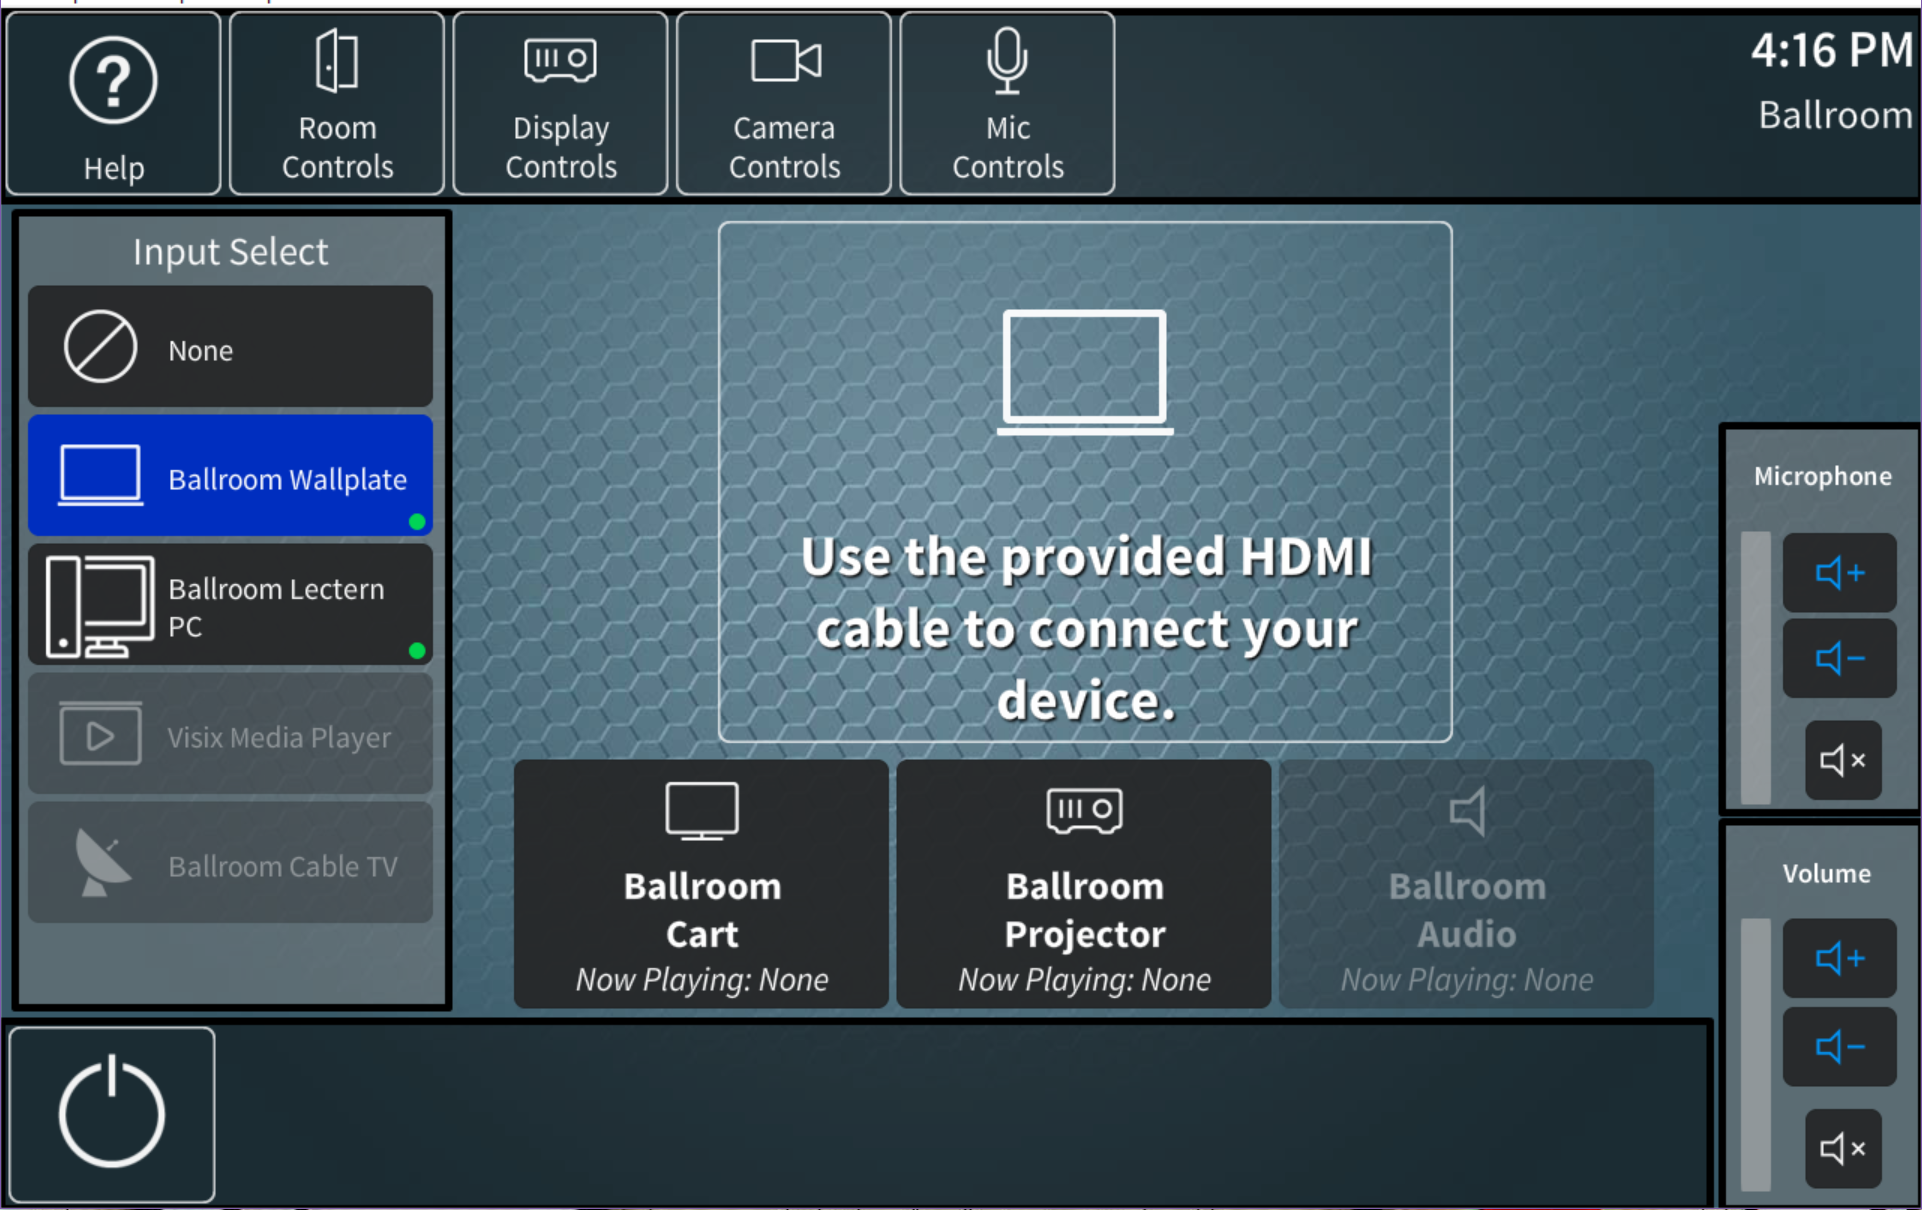 Help
Room
Controls
Display
Controls
Camera
Controls
Mic
Controls
4:16 PM
Ballroom
Input Select
None
Ballroom Wallplate
Ballroom Lectern
PC
Visix Media Player
Ballroom Cable TV
Use the provided HDMI
cable to connect your
device.
Ballroom
Cart
Now Playing: None
Ballroom
Projector
Now Playing: None
Ballroom
Audio
Now Playing: None
Microphone
Volume